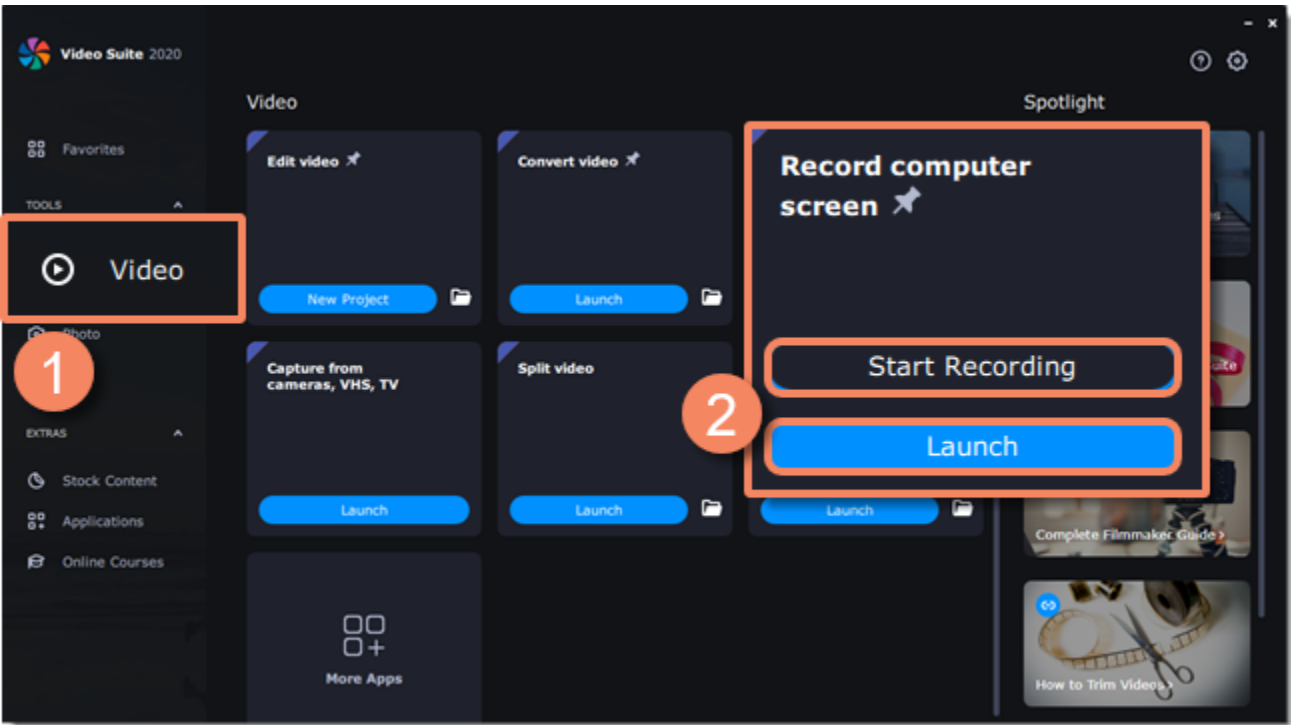 Video Suite 2020
Favorites
TOOLS
Video
Photo
1
EXTRAS
Stock Content
Applications
Online Courses
Video
Edit video
New Project
Convert video
Launch
Record computer
screen
Start Recording
2
Launch
Capture from
cameras, VHS, TV
Launch
Split video
Launch
Launch
More Apps
Spotlight
Complete Filmmaker Guide >
How to Trim Videos >